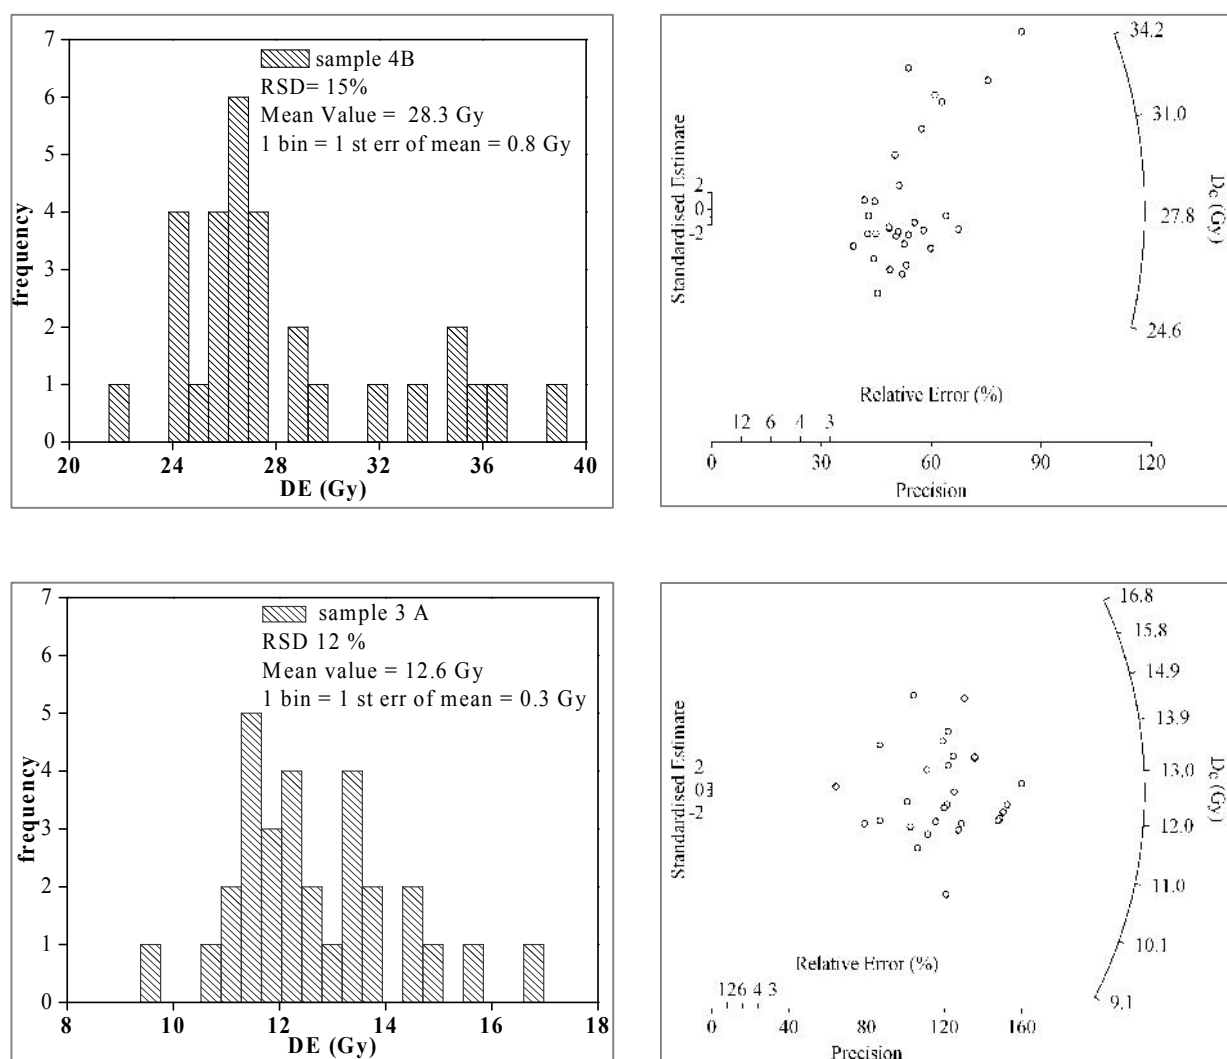 7
6
5
4
3
2
1
0
frequency
sample 4B
RSD= 15%
Mean Value = 28.3 Gy
1 bin = 1 st err of mean = 0.8 Gy
20 24 28 32 36 40
DE (Gy)
34.2
31.0
27.8
24.6
De (Gy)
Standardised Estimate
2
0
-2
Relative Error (%)
12 6 4 3
0 30 60 90 120
Precision
7
6
5
4
3
2
1
0
frequency
sample 3 A
RSD 12 %
Mean value = 12.6 Gy
1 bin = 1 st err of mean = 0.3 Gy
8 10 12 14 16 18
DE (Gy)
16.8
15.8
14.9
13.9
13.0
12.0
11.0
10.1
9.1
De (Gy)
Standardised Estimate
2
0
-2
Relative Error (%)
12 6 4 3
0 40 80 120 160
Precision